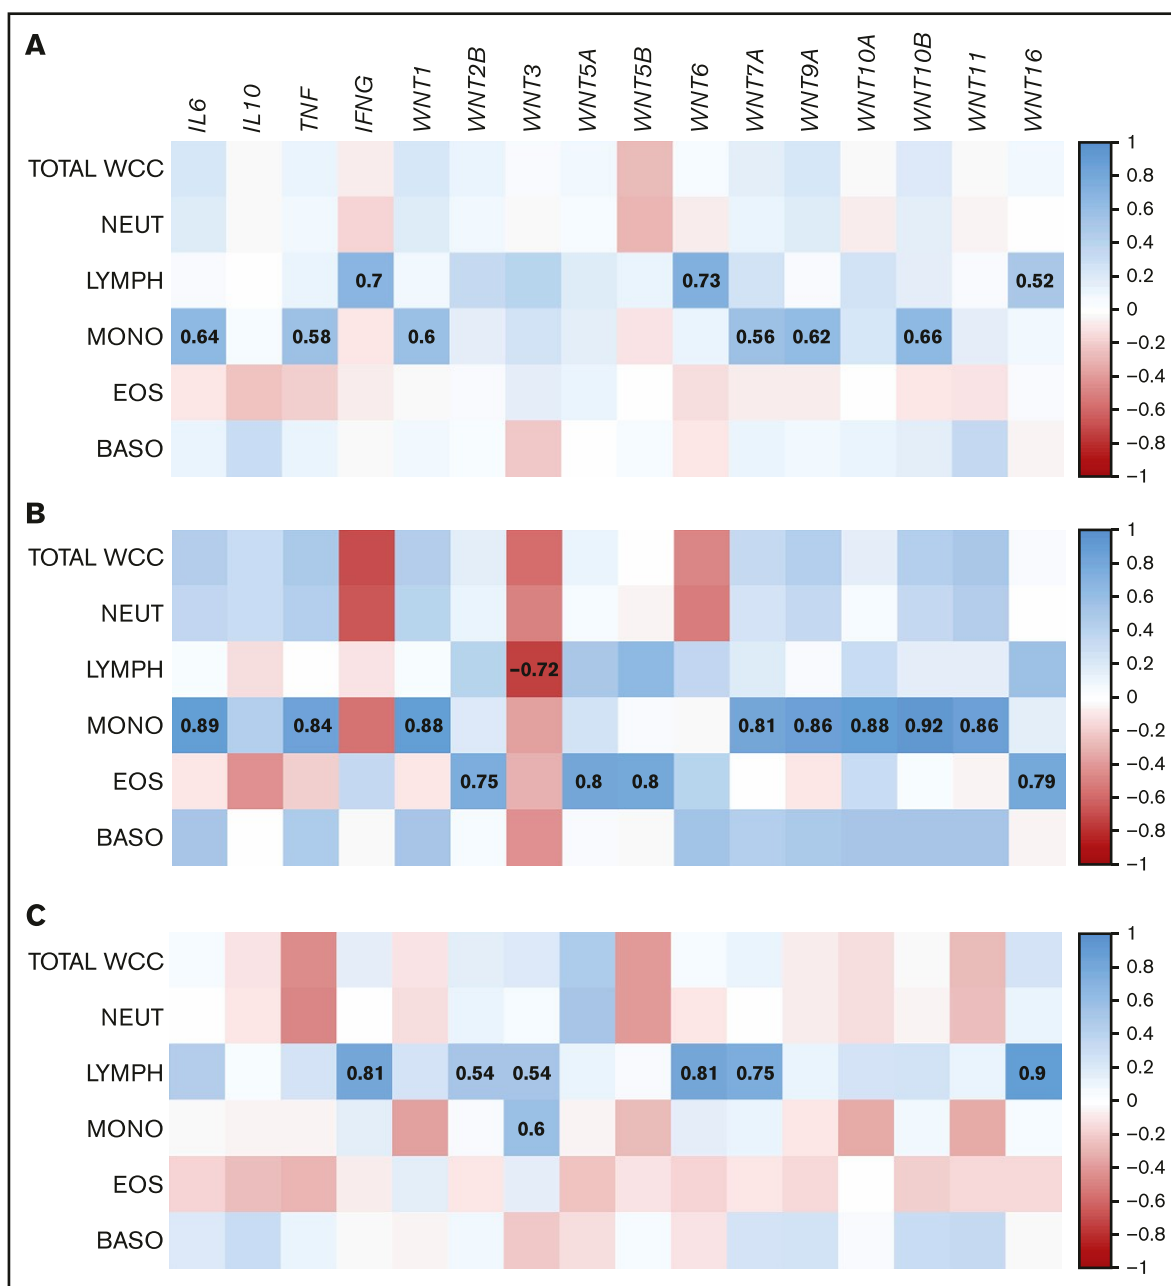 A
IL6 IL10 TNF IFNG WNT1 WNT2B WNT3 WNT5A WNT5B WNT6 WNT7A WNT9A WNT10A WNT10B WNT11 WNT16
TOTAL WCC
NEUT
LYMPH 0.7 0.73 0.52
MONO 0.64 0.58 0.6 0.56 0.62 0.66
EOS
BASO
1
0.8
0.6
0.4
0.2
0
−0.2
−0.4
−0.6
−0.8
−1
B
TOTAL WCC
NEUT
LYMPH −0.72
MONO 0.89 0.84 0.88 0.81 0.86 0.88 0.92 0.86
EOS 0.75 0.8 0.8 0.79
BASO
1
0.8
0.6
0.4
0.2
0
−0.2
−0.4
−0.6
−0.8
−1
C
TOTAL WCC
NEUT
LYMPH 0.81 0.54 0.54 0.81 0.75 0.9
MONO 0.6
EOS
BASO
1
0.8
0.6
0.4
0.2
0
−0.2
−0.4
−0.6
−0.8
−1